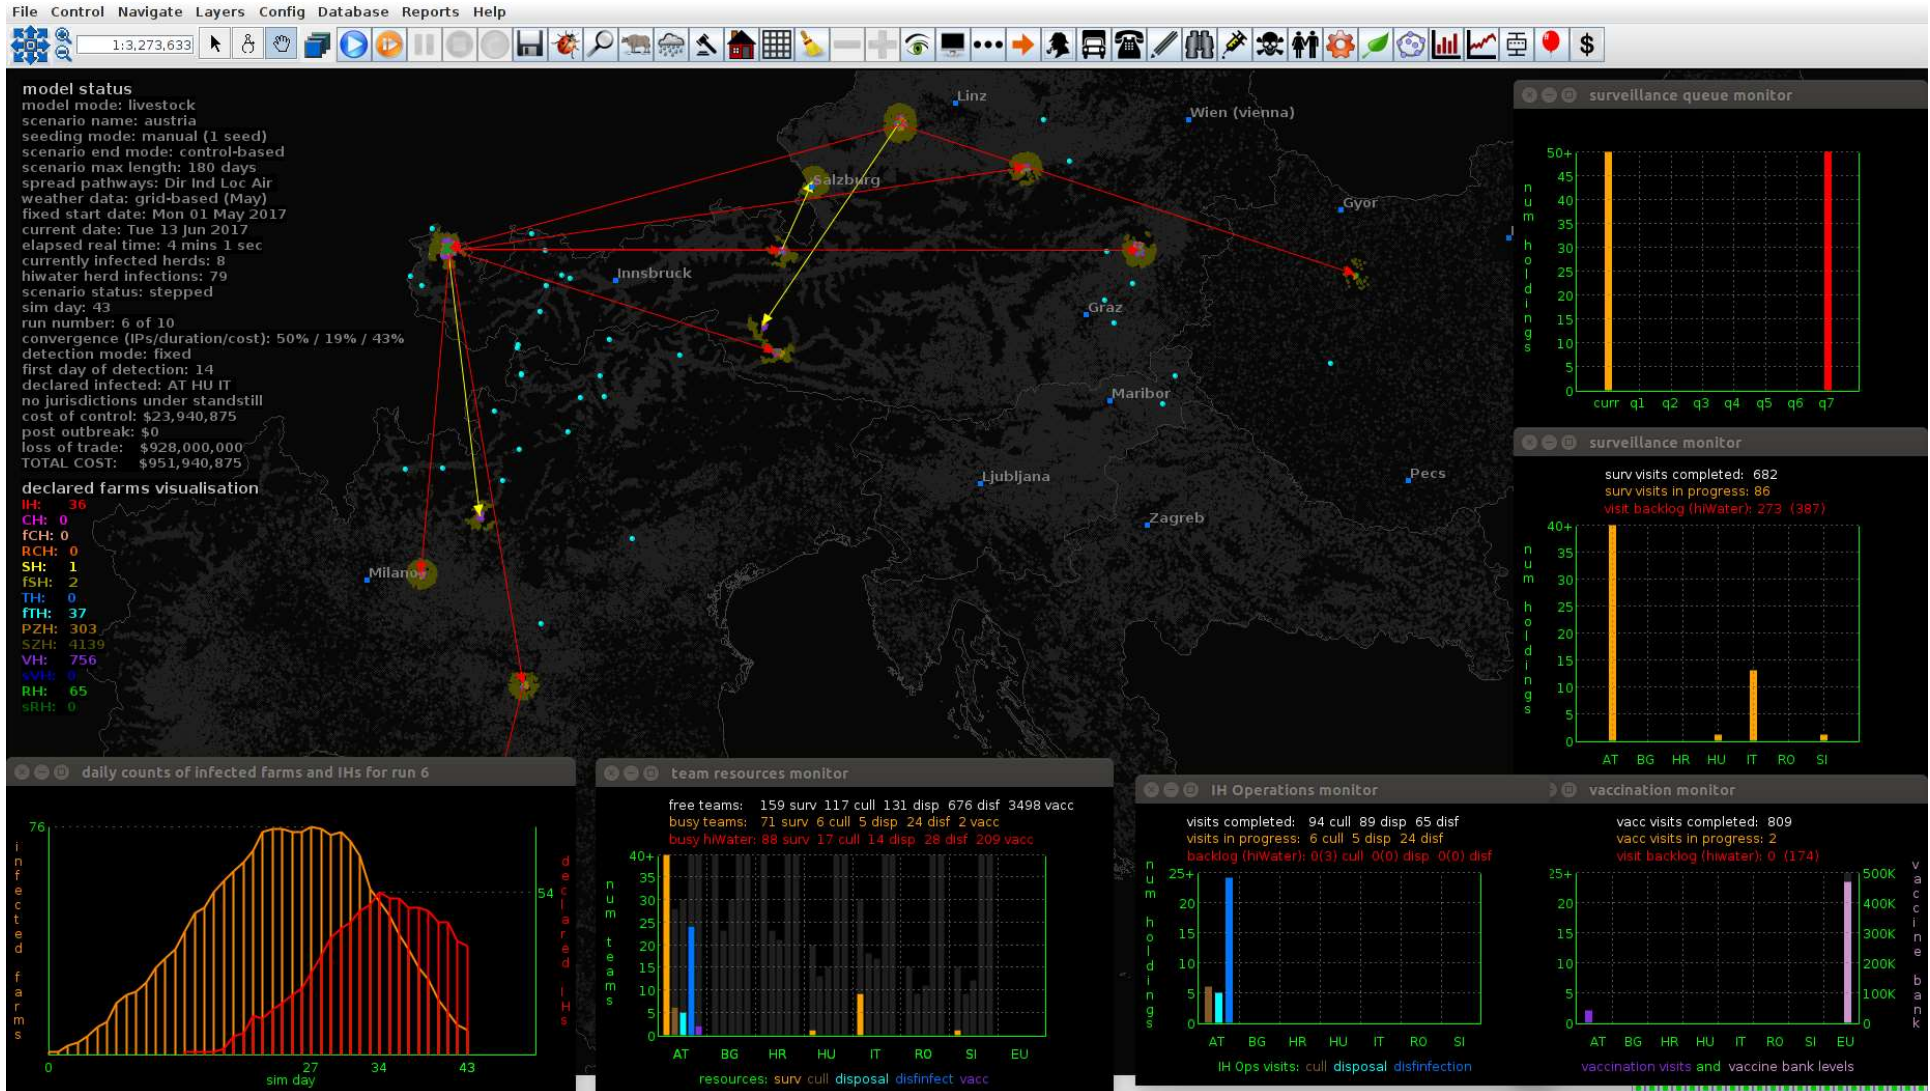 File Control Navigate Layers Config Database Reports Help
1:3,273,633
$
model status
model mode: livestock
scenario name: austria
seeding mode: manual (1 seed)
scenario end mode: control-based
scenario max length: 180 days
spread pathways: Dir Ind Loc Air
weather data: grid-based (May)
fixed start date: Mon 01 May 2017
current date: Tue 13 Jun 2017
elapsed real time: 4 mins 1 sec
currently infected herds: 8
hiwater herd infections: 79
scenario status: stepped
sim day: 43
run number: 6 of 10
convergence (IPs/duration/cost): 50% / 19% / 43%
detection mode: fixed
first day of detection: 14
declared infected: AT HU IT
no jurisdictions under standstill
cost of control: $23,940,875
post outbreak: $0
loss of trade: $928,000,000
TOTAL COST: $951,940,875
declared farms visualisation
IH: 36
CH: 0
fCH: 0
RCH: 0
SH: 1
fSH: 2
TH: 0
fTH: 37
PZH: 303
SZH: 4139
VH: 756
sVH: 0
RH: 65
sRH: 0
Linz
Wien (vienna)
Salzburg
Gyor
Innsbruck
Graz
Maribor
Ljubljana
Pecs
Zagreb
Milano
surveillance queue monitor
num holdings
50+
45
40
35
30
25
20
15
10
5
0
curr q1 q2 q3 q4 q5 q6 q7
surveillance monitor
surv visits completed: 682
surv visits in progress: 86
visit backlog (hiWater): 273 (387)
num holdings
40+
35
30
25
20
15
10
5
0
AT BG HR HU IT RO SI
daily counts of infected farms and IHs for run 6
infected farms
76
0
54
declared IHs
0 27 34 43
sim day
team resources monitor
free teams: 159 surv 117 cull 131 disp 676 disf 3498 vacc
busy teams: 71 surv 6 cull 5 disp 24 disf 2 vacc
busy hiWater: 88 surv 17 cull 14 disp 28 disf 209 vacc
num teams
40+
35
30
25
20
15
10
5
0
AT BG HR HU IT RO SI EU
resources: surv cull disposal disfinfect vacc
IH Operations monitor
visits completed: 94 cull 89 disp 65 disf
visits in progress: 6 cull 5 disp 24 disf
backlog (hiWater): 0(3) cull 0(0) disp 0(0) disf
num holdings
25+
20
15
10
5
0
AT BG HR HU IT RO SI
IH Ops visits: cull disposal disfinfection
vaccination monitor
vacc visits completed: 809
vacc visits in progress: 2
visit backlog (hiwater): 0 (174)
25+
20
15
10
5
0
500K
400K
300K
200K
100K
0
vaccine bank
AT BG HR HU IT RO SI EU
vaccination visits and vaccine bank levels